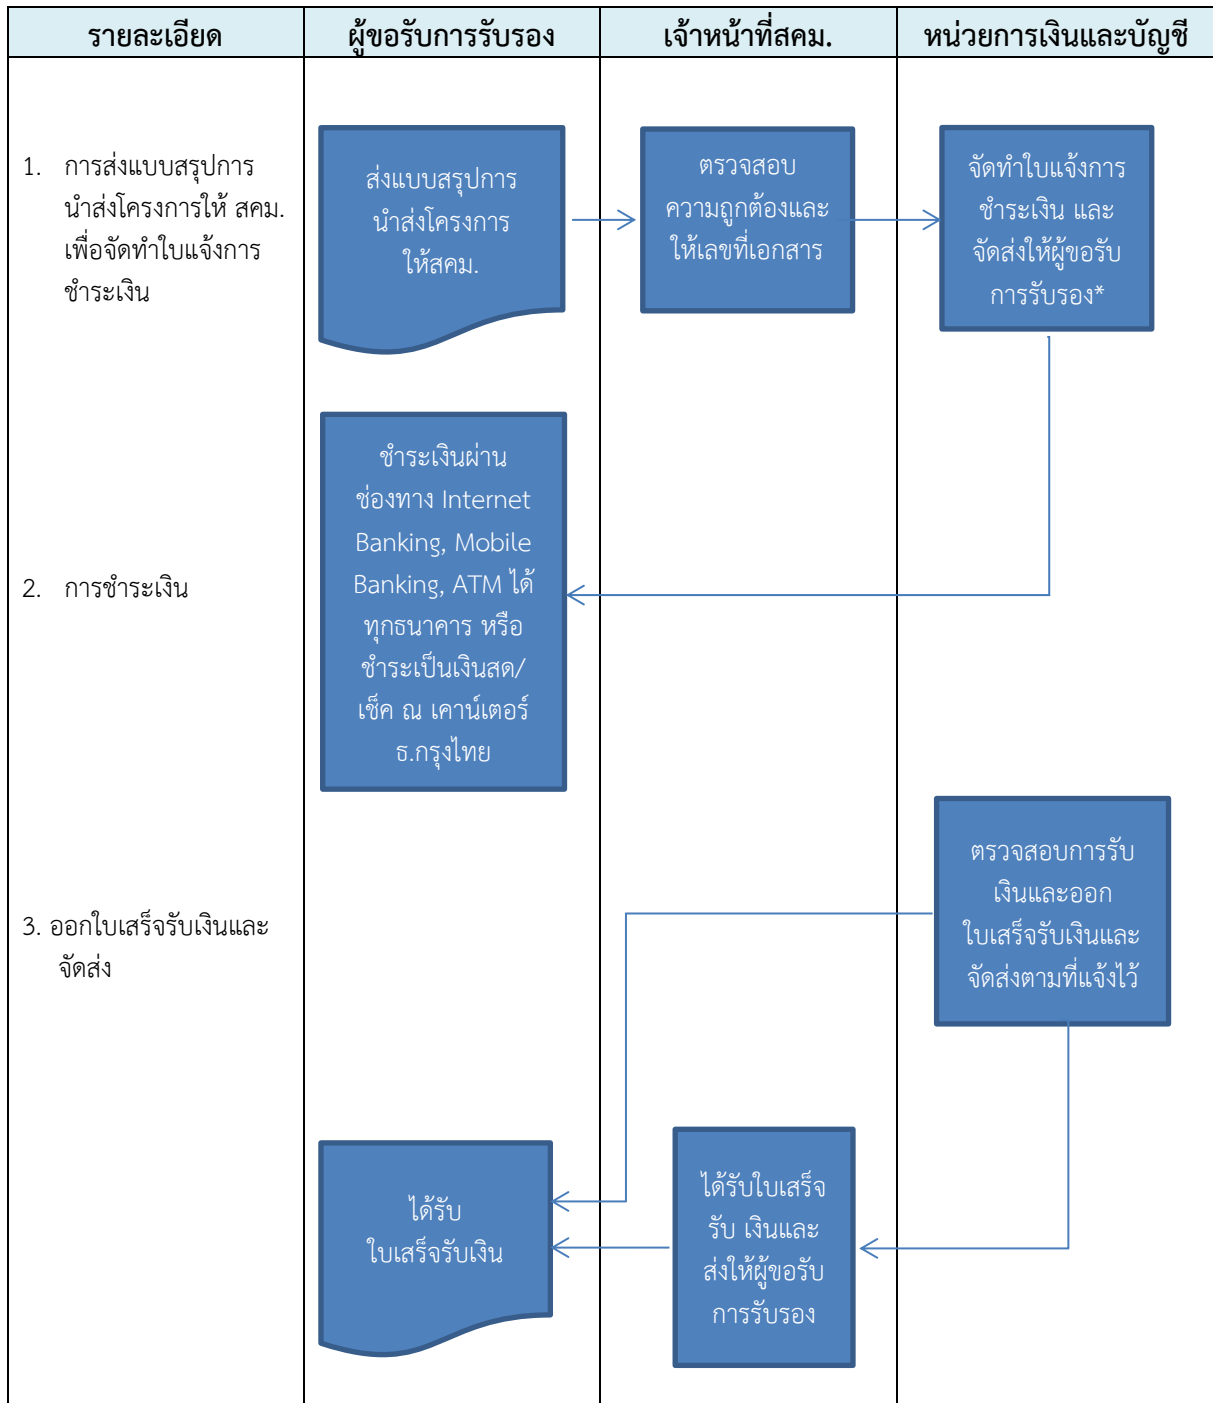 รายละเอียด
ผู้ขอรับการรับรอง
เจ้าหน้าที่สคม.
หน่วยการเงินและบัญชี
1. การส่งแบบสรุปการ
นำส่งโครงการให้ สคม.
เพื่อจัดทำใบแจ้งการ
ชำระเงิน
ส่งแบบสรุปการ
นำส่งโครงการ
ให้สคม.
ตรวจสอบ
ความถูกต้องและ
ให้เลขที่เอกสาร
จัดทำใบแจ้งการ
ชำระเงิน และ
จัดส่งให้ผู้ขอรับ
การรับรอง*
2. การชำระเงิน
ชำระเงินผ่าน
ช่องทาง Internet
Banking, Mobile
Banking, ATM ได้
ทุกธนาคาร หรือ
ชำระเป็นเงินสด/
เช็ค ณ เคาน์เตอร์
ธ.กรุงไทย
3. ออกใบเสร็จรับเงินและ
จัดส่ง
ตรวจสอบการรับ
เงินและออก
ใบเสร็จรับเงินและ
จัดส่งตามที่แจ้งไว้
ได้รับ
ใบเสร็จรับเงิน
ได้รับใบเสร็จ
รับ เงินและ
ส่งให้ผู้ขอรับ
การรับรอง